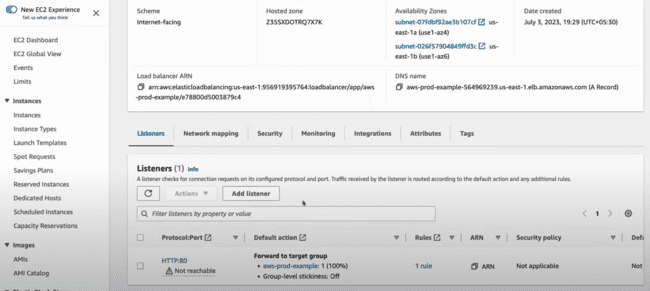 New EC2 Experience
Tell us what you think
EC2 Dashboard
EC2 Global View
Events
Limits
Instances
Instances
Instance Types
Launch Templates
Spot Requests
Savings Plans
Reserved Instances
Dedicated Hosts
Scheduled Instances
Capacity Reservations
Images
AMIs
AMI Catalog
Scheme
Internet-facing
Hosted zone
Z35SXDOTRQ7X7K
Availability Zones
subnet-07fdbf92ae3b107cf us-
east-1a (use1-az4)
subnet-026f57904849ffd3c us-
east-1b (use1-az6)
Date created
July 3, 2023, 19:29 (UTC+05:30)
Load balancer ARN
arn:aws:elasticloadbalancing:us-east-1:956919395764:loadbalancer/app/aws
-prod-example/e78800d5003879c4
DNS name
aws-prod-example-564969239.us-east-1.elb.amazonaws.com (A Record)
Listeners Network mapping Security Monitoring Integrations Attributes Tags
Listeners (1) Info
A listener checks for connection requests on its configured protocol and port. Traffic received by the listener is routed according to the default action and any additional rules.
Actions Add listener
Filter listeners by property or value
1
Protocol:Port Default action Rules ARN Security policy Defa
HTTP:80
Not reachable
Forward to target group
aws-prod-example: 1 (100%)
Group-level stickiness: Off
1 rule
ARN
Not applicable
Not